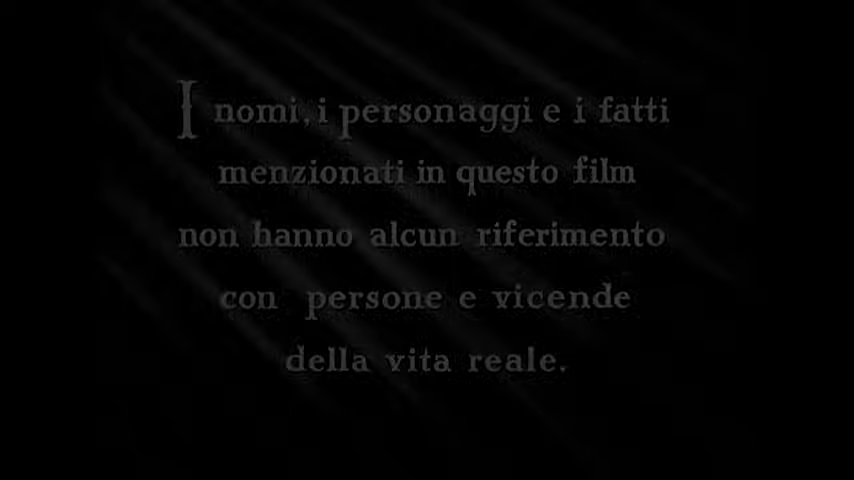 I nomi, i personaggi e i fatti
menzionati in questo film
non hanno alcun riferimento
con persone e vicende
della vita reale.